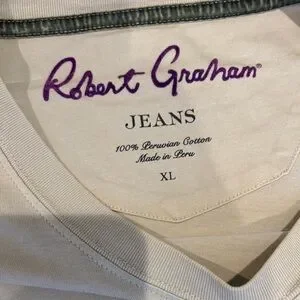 Robert Graham®
JEANS
100% Peruvian Cotton
Made in Peru
XL